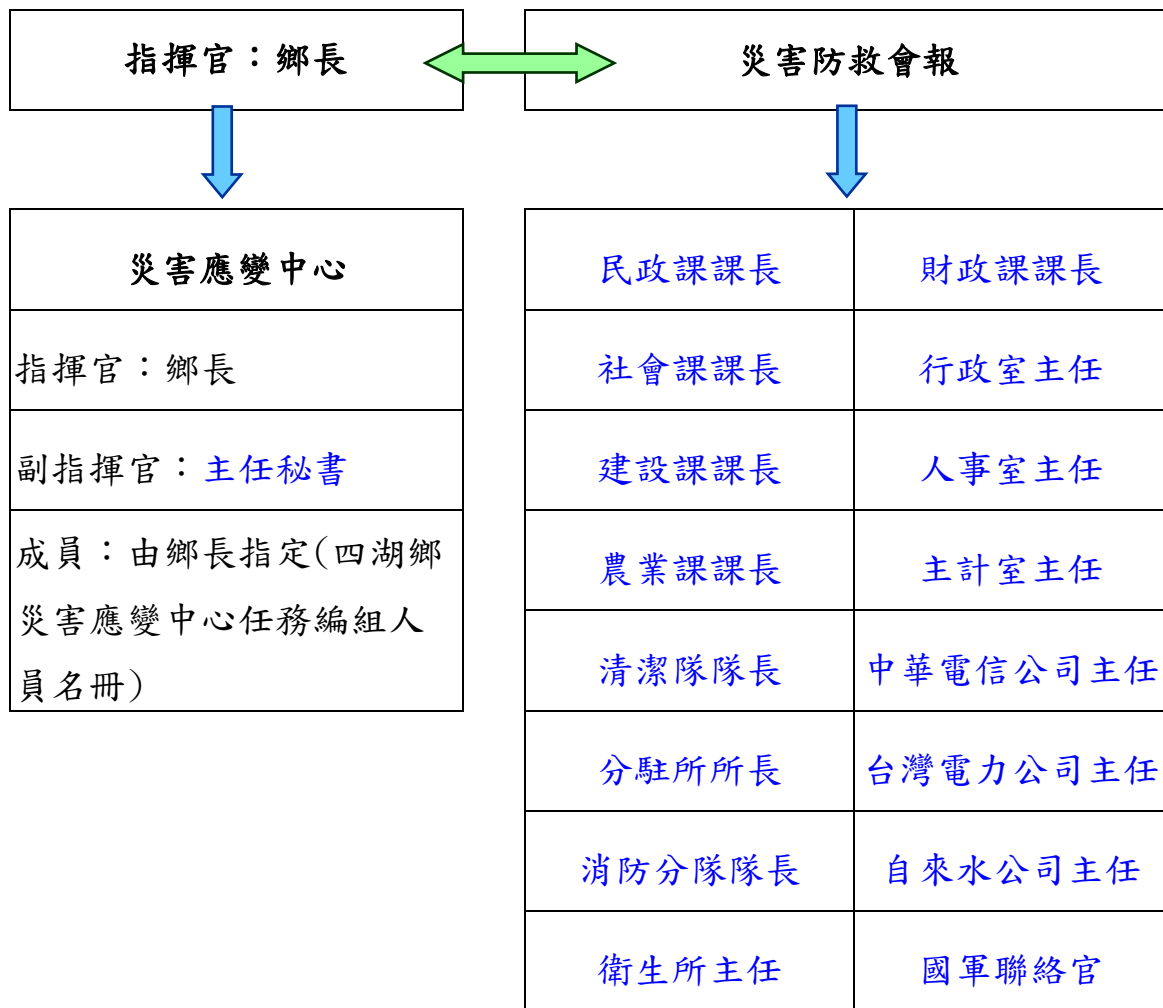 指揮官：鄉長
災害防救會報
災害應變中心
指揮官：鄉長
副指揮官：主任秘書
成員：由鄉長指定(四湖鄉
災害應變中心任務編組人
員名冊)
民政課課長
財政課課長
社會課課長
行政室主任
建設課課長
人事室主任
農業課課長
主計室主任
清潔隊隊長
中華電信公司主任
分駐所所長
台灣電力公司主任
消防分隊隊長
自來水公司主任
衛生所主任
國軍聯絡官